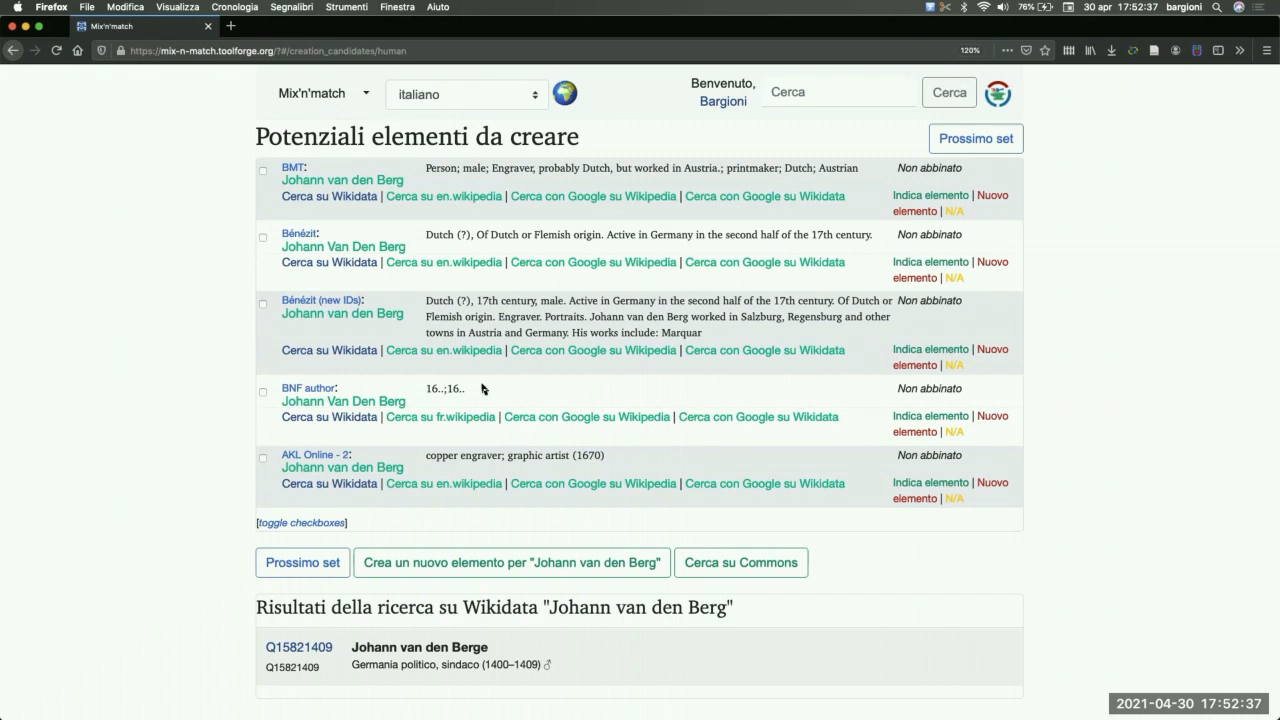 Firefox File Modifica Visualizza Cronologia Segnalibri Strumenti Finestra Aiuto 76% 30 apr 17:52:37 bargioni
Mix'n'match
https://mix-n-match.toolforge.org/?#/creation_candidates/human 120%
Mix'n'match italiano Benvenuto, Bargioni Cerca Cerca
Potenziali elementi da creare Prossimo set
BMT: Person; male; Engraver, probably Dutch, but worked in Austria.; printmaker; Dutch; Austrian Non abbinato
Johann van den Berg
Cerca su Wikidata | Cerca su en.wikipedia | Cerca con Google su Wikipedia | Cerca con Google su Wikidata Indica elemento | Nuovo
elemento | N/A
Bénézit: Dutch (?), Of Dutch or Flemish origin. Active in Germany in the second half of the 17th century. Non abbinato
Johann Van Den Berg
Cerca su Wikidata | Cerca su en.wikipedia | Cerca con Google su Wikipedia | Cerca con Google su Wikidata Indica elemento | Nuovo
elemento | N/A
Bénézit (new IDs): Dutch (?), 17th century, male. Active in Germany in the second half of the 17th century. Of Dutch or Non abbinato
Johann van den Berg Flemish origin. Engraver. Portraits. Johann van den Berg worked in Salzburg, Regensburg and other
towns in Austria and Germany. His works include: Marquar
Cerca su Wikidata | Cerca su en.wikipedia | Cerca con Google su Wikipedia | Cerca con Google su Wikidata Indica elemento | Nuovo
elemento | N/A
BNF author: 16..;16.. Non abbinato
Johann Van Den Berg
Cerca su Wikidata | Cerca su fr.wikipedia | Cerca con Google su Wikipedia | Cerca con Google su Wikidata Indica elemento | Nuovo
elemento | N/A
AKL Online - 2: copper engraver; graphic artist (1670) Non abbinato
Johann van den Berg
Cerca su Wikidata | Cerca su en.wikipedia | Cerca con Google su Wikipedia | Cerca con Google su Wikidata Indica elemento | Nuovo
elemento | N/A
[toggle checkboxes]
Prossimo set Crea un nuovo elemento per "Johann van den Berg" Cerca su Commons
Risultati della ricerca su Wikidata "Johann van den Berg"
Q15821409 Johann van den Berge
Q15821409 Germania politico, sindaco (1400–1409) ♂
2021-04-30 17:52:37